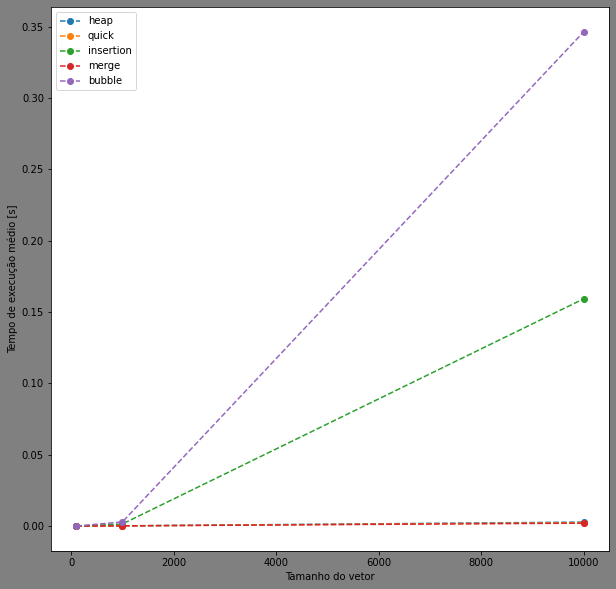 heap
quick
insertion
merge
bubble
0.35
0.30
0.25
0.20
0.15
0.10
0.05
0.00
Tempo de execução médio [s]
0 2000 4000 6000 8000 10000
Tamanho do vetor